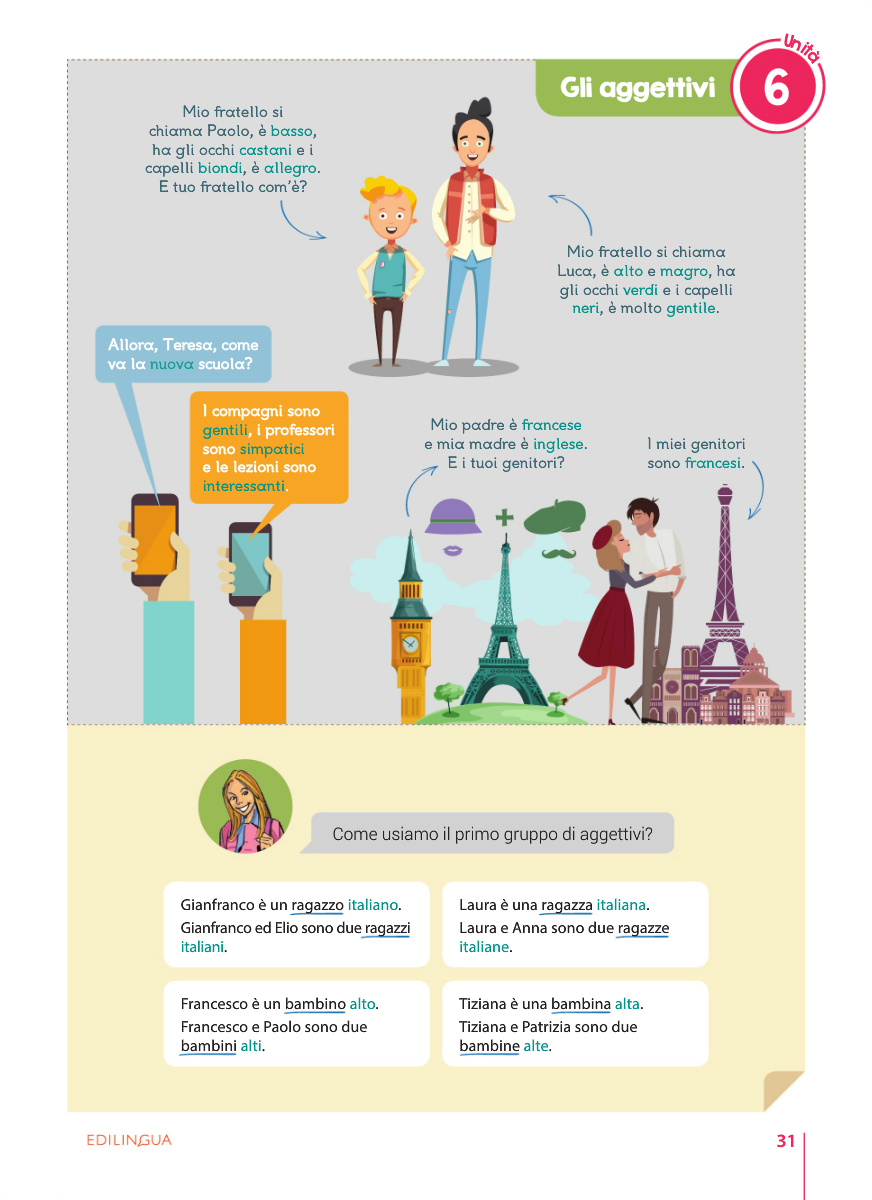 Unità
6
Gli aggettivi
Mio fratello si
chiama Paolo, è basso,
ha gli occhi castani e i
capelli biondi, è allegro.
E tuo fratello com'è?
Mio fratello si chiama
Luca, è alto e magro, ha
gli occhi verdi e i capelli
neri, è molto gentile.
Allora, Teresa, come
va la nuova scuola?
I compagni sono
gentili, i professori
sono simpatici
e le lezioni sono
interessanti.
Mio padre è francese
e mia madre è inglese.
E i tuoi genitori?
I miei genitori
sono francesi.
Come usiamo il primo gruppo di aggettivi?
Gianfranco è un ragazzo italiano.
Gianfranco ed Elio sono due ragazzi
italiani.
Laura è una ragazza italiana.
Laura e Anna sono due ragazze
italiane.
Francesco è un bambino alto.
Francesco e Paolo sono due
bambini alti.
Tiziana è una bambina alta.
Tiziana e Patrizia sono due
bambine alte.
EDILINGUA
31